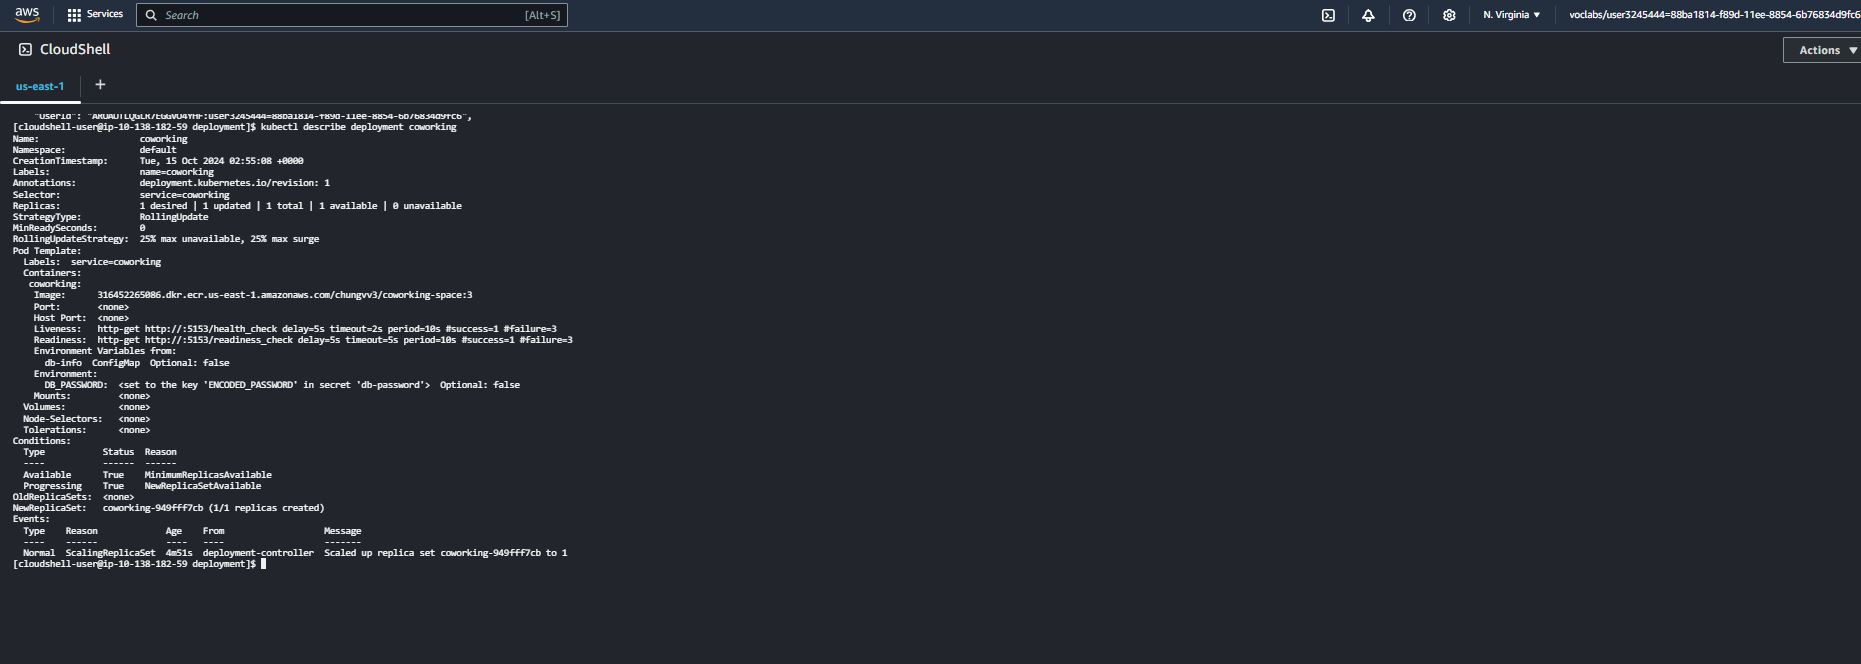 aws Services Search [Alt+S] N. Virginia voclabs/user3245444=88ba1814-f89d-11ee-8854-6b76834d9fc6
CloudShell
Actions
us-east-1 +
[cloudshell-user@ip-10-138-182-59 deployment]$ kubectl describe deployment coworking
Name: coworking
Namespace: default
CreationTimestamp: Tue, 15 Oct 2024 02:55:08 +0000
Labels: name=coworking
Annotations: deployment.kubernetes.io/revision: 1
Selector: service=coworking
Replicas: 1 desired | 1 updated | 1 total | 1 available | 0 unavailable
StrategyType: RollingUpdate
MinReadySeconds: 0
RollingUpdateStrategy: 25% max unavailable, 25% max surge
Pod Template:
Labels: service=coworking
Containers:
coworking:
Image: 316452265086.dkr.ecr.us-east-1.amazonaws.com/chungvv3/coworking-space:3
Port: <none>
Host Port: <none>
Liveness: http-get http://:5153/health_check delay=5s timeout=2s period=10s #success=1 #failure=3
Readiness: http-get http://:5153/readiness_check delay=5s timeout=5s period=10s #success=1 #failure=3
Environment Variables from:
db-info ConfigMap Optional: false
Environment:
DB_PASSWORD: <set to the key 'ENCODED_PASSWORD' in secret 'db-password'> Optional: false
Mounts: <none>
Volumes: <none>
Node-Selectors: <none>
Tolerations: <none>
Conditions:
Type Status Reason
---- ------ ------
Available True MinimumReplicasAvailable
Progressing True NewReplicaSetAvailable
OldReplicaSets: <none>
NewReplicaSet: coworking-949fff7cb (1/1 replicas created)
Events:
Type Reason Age From Message
---- ------ ---- ---- -------
Normal ScalingReplicaSet 4m51s deployment-controller Scaled up replica set coworking-949fff7cb to 1
[cloudshell-user@ip-10-138-182-59 deployment]$